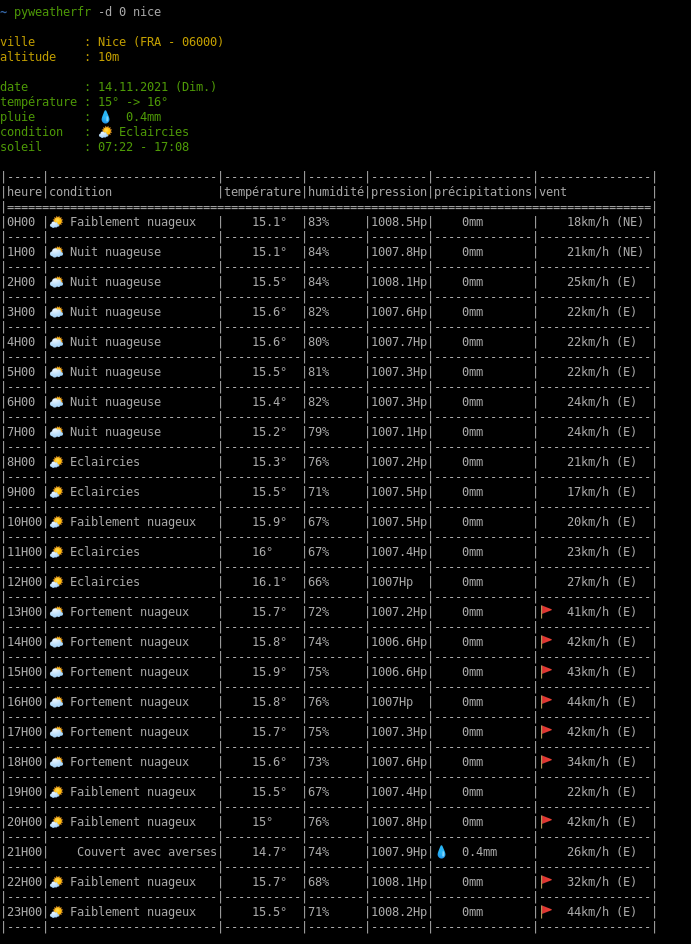 ~ pyweatherfr -d 0 nice
ville       : Nice (FRA - 06000)
altitude    : 10m
date        : 14.11.2021 (Dim.)
température : 15° -> 16°
pluie       : 💧  0.4mm
condition   : 🌤 Eclaircies
soleil      : 07:22 - 17:08
|-----|------------------------|-----------|--------|--------|--------------|----------------|
|heure|condition               |température|humidité|pression|précipitations|vent            |
|============================================================================================|
|0H00 |🌤 Faiblement nuageux   |    15.1°  |83%     |1008.5Hp|    0mm       |    18km/h (NE) |
|-----|------------------------|-----------|--------|--------|--------------|----------------|
|1H00 |🌥 Nuit nuageuse        |    15.1°  |84%     |1007.8Hp|    0mm       |    21km/h (NE) |
|-----|------------------------|-----------|--------|--------|--------------|----------------|
|2H00 |🌥 Nuit nuageuse        |    15.5°  |84%     |1008.1Hp|    0mm       |    25km/h (E)  |
|-----|------------------------|-----------|--------|--------|--------------|----------------|
|3H00 |🌥 Nuit nuageuse        |    15.6°  |82%     |1007.6Hp|    0mm       |    22km/h (E)  |
|-----|------------------------|-----------|--------|--------|--------------|----------------|
|4H00 |🌥 Nuit nuageuse        |    15.6°  |80%     |1007.7Hp|    0mm       |    22km/h (E)  |
|-----|------------------------|-----------|--------|--------|--------------|----------------|
|5H00 |🌥 Nuit nuageuse        |    15.5°  |81%     |1007.3Hp|    0mm       |    22km/h (E)  |
|-----|------------------------|-----------|--------|--------|--------------|----------------|
|6H00 |🌥 Nuit nuageuse        |    15.4°  |82%     |1007.3Hp|    0mm       |    24km/h (E)  |
|-----|------------------------|-----------|--------|--------|--------------|----------------|
|7H00 |🌥 Nuit nuageuse        |    15.2°  |79%     |1007.1Hp|    0mm       |    24km/h (E)  |
|-----|------------------------|-----------|--------|--------|--------------|----------------|
|8H00 |🌤 Eclaircies           |    15.3°  |76%     |1007.2Hp|    0mm       |    21km/h (E)  |
|-----|------------------------|-----------|--------|--------|--------------|----------------|
|9H00 |🌤 Eclaircies           |    15.5°  |71%     |1007.5Hp|    0mm       |    17km/h (E)  |
|-----|------------------------|-----------|--------|--------|--------------|----------------|
|10H00|🌤 Faiblement nuageux   |    15.9°  |67%     |1007.5Hp|    0mm       |    20km/h (E)  |
|-----|------------------------|-----------|--------|--------|--------------|----------------|
|11H00|🌤 Eclaircies           |    16°    |67%     |1007.4Hp|    0mm       |    23km/h (E)  |
|-----|------------------------|-----------|--------|--------|--------------|----------------|
|12H00|🌤 Eclaircies           |    16.1°  |66%     |1007Hp  |    0mm       |    27km/h (E)  |
|-----|------------------------|-----------|--------|--------|--------------|----------------|
|13H00|🌥 Fortement nuageux    |    15.7°  |72%     |1007.2Hp|    0mm       |🚩  41km/h (E)  |
|-----|------------------------|-----------|--------|--------|--------------|----------------|
|14H00|🌥 Fortement nuageux    |    15.8°  |74%     |1006.6Hp|    0mm       |🚩  42km/h (E)  |
|-----|------------------------|-----------|--------|--------|--------------|----------------|
|15H00|🌥 Fortement nuageux    |    15.9°  |75%     |1006.6Hp|    0mm       |🚩  43km/h (E)  |
|-----|------------------------|-----------|--------|--------|--------------|----------------|
|16H00|🌥 Fortement nuageux    |    15.8°  |76%     |1007Hp  |    0mm       |🚩  44km/h (E)  |
|-----|------------------------|-----------|--------|--------|--------------|----------------|
|17H00|🌥 Fortement nuageux    |    15.7°  |75%     |1007.3Hp|    0mm       |🚩  42km/h (E)  |
|-----|------------------------|-----------|--------|--------|--------------|----------------|
|18H00|🌥 Fortement nuageux    |    15.6°  |73%     |1007.6Hp|    0mm       |🚩  34km/h (E)  |
|-----|------------------------|-----------|--------|--------|--------------|----------------|
|19H00|🌤 Faiblement nuageux   |    15.5°  |67%     |1007.4Hp|    0mm       |    22km/h (E)  |
|-----|------------------------|-----------|--------|--------|--------------|----------------|
|20H00|🌤 Faiblement nuageux   |    15°    |76%     |1007.8Hp|    0mm       |🚩  42km/h (E)  |
|-----|------------------------|-----------|--------|--------|--------------|----------------|
|21H00|    Couvert avec averses|    14.7°  |74%     |1007.9Hp|💧  0.4mm     |    26km/h (E)  |
|-----|------------------------|-----------|--------|--------|--------------|----------------|
|22H00|🌤 Faiblement nuageux   |    15.7°  |68%     |1008.1Hp|    0mm       |🚩  32km/h (E)  |
|-----|------------------------|-----------|--------|--------|--------------|----------------|
|23H00|🌤 Faiblement nuageux   |    15.5°  |71%     |1008.2Hp|    0mm       |🚩  44km/h (E)  |
|-----|------------------------|-----------|--------|--------|--------------|----------------|